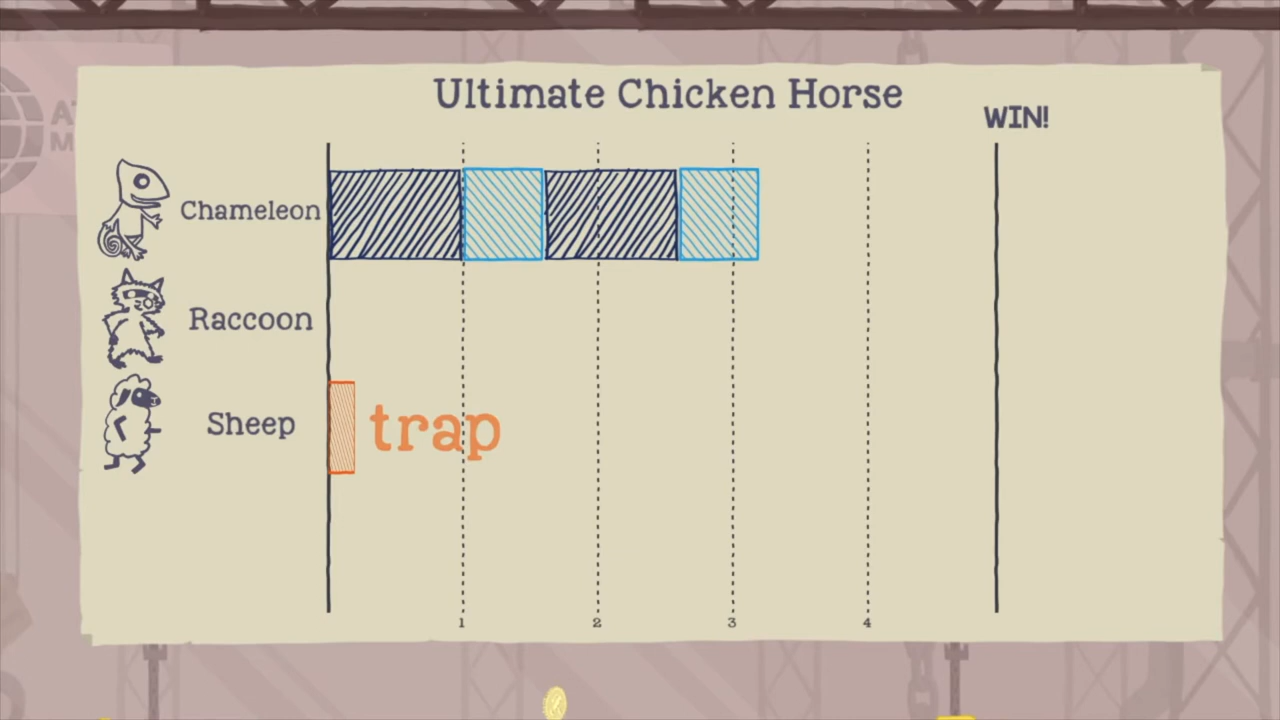 Ultimate Chicken Horse
WIN!
Chameleon
Raccoon
Sheep
trap
1 2 3 4